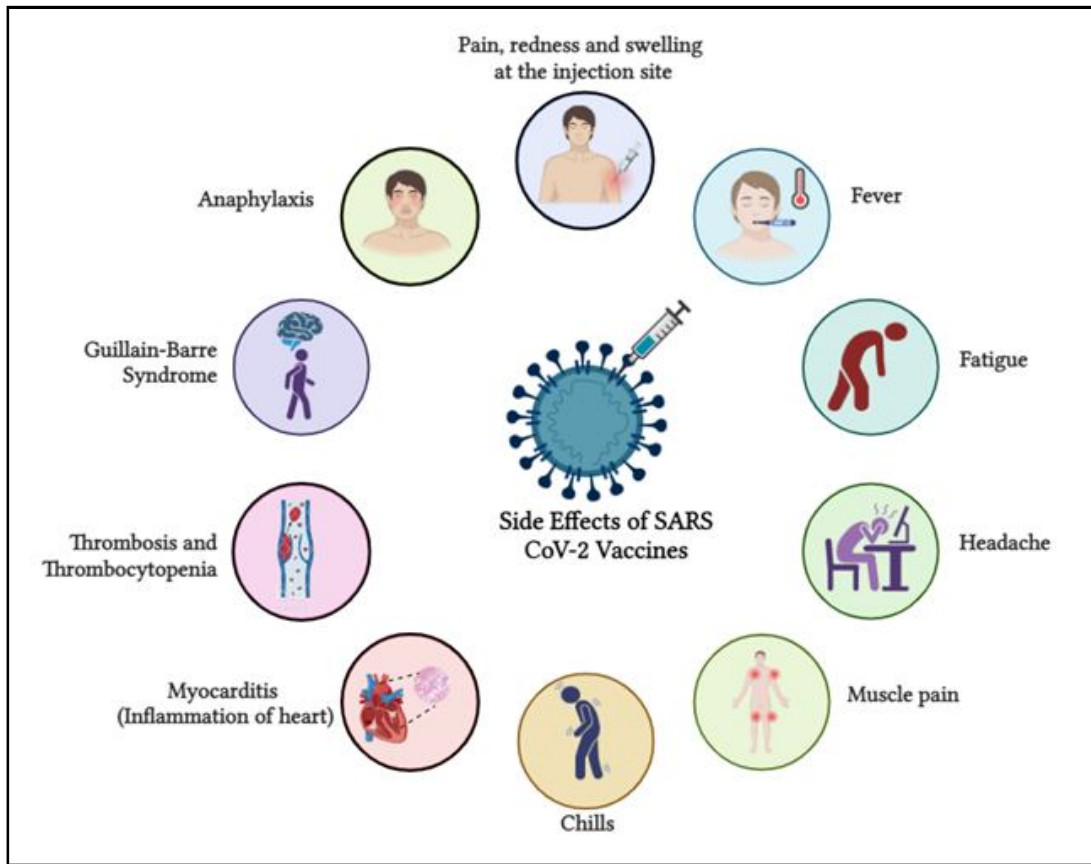 Pain, redness and swelling
at the injection site
Anaphylaxis
Fever
Guillain-Barre
Syndrome
Fatigue
Side Effects of SARS
CoV-2 Vaccines
Thrombosis and
Thrombocytopenia
Headache
Myocarditis
(Inflammation of heart)
Muscle pain
Chills